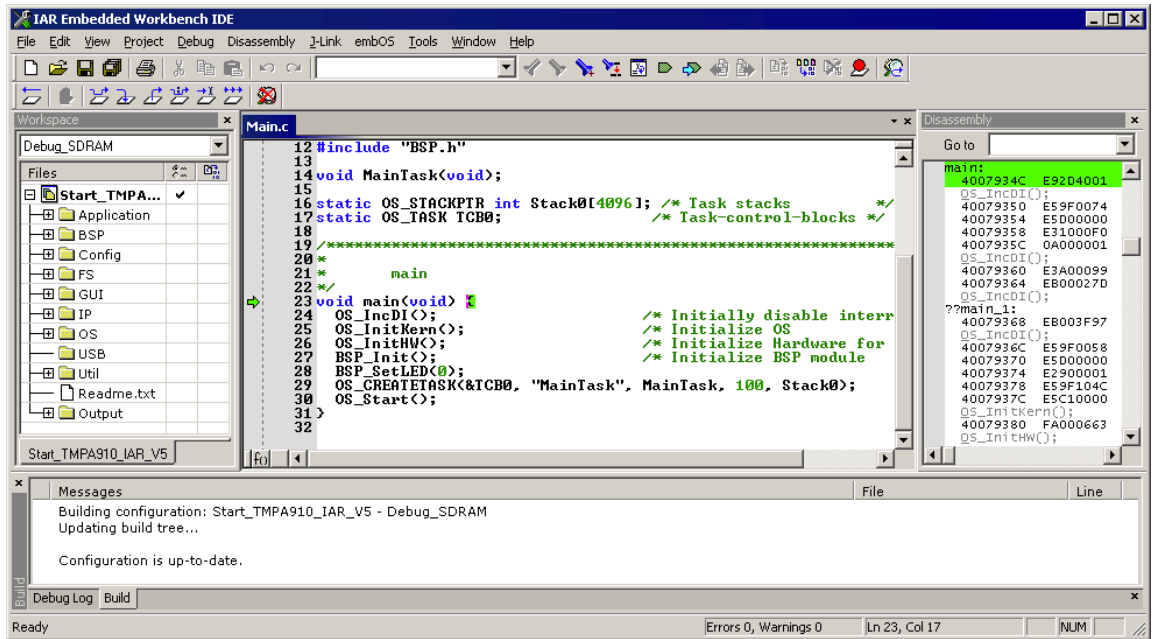 IAR Embedded Workbench IDE
File Edit View Project Debug Disassembly J-Link embOS Tools Window Help
Workspace
Debug_SDRAM
Files
Start_TMPA...
Application
BSP
Config
FS
GUI
IP
OS
USB
Util
Readme.txt
Output
Start_TMPA910_IAR_V5
Main.c
12 #include "BSP.h"
13
14 void MainTask(void);
15
16 static OS_STACKPTR int Stack0[4096]; /* Task stacks */
17 static OS_TASK TCB0; /* Task-control-blocks */
18
19 /*************************************************************
20 *
21 * main
22 */
23 void main(void) {
24 OS_IncDI(); /* Initially disable interr
25 OS_InitKern(); /* Initialize OS
26 OS_InitHW(); /* Initialize Hardware for
27 BSP_Init(); /* Initialize BSP module
28 BSP_SetLED(0);
29 OS_CREATETASK(&TCB0, "MainTask", MainTask, 100, Stack0);
30 OS_Start();
31 }
32
f()
Disassembly
Go to
main:
4007934C E92D4001
OS_IncDI();
40079350 E59F0074
40079354 E5D00000
40079358 E31000F0
4007935C 0A000001
OS_IncDI();
40079360 E3A00099
40079364 EB00027D
OS_IncDI();
??main_1:
40079368 EB003F97
OS_IncDI();
4007936C E59F0058
40079370 E5D00000
40079374 E2900001
40079378 E59F104C
4007937C E5C10000
OS_InitKern();
40079380 FA000663
OS_InitHW();
Messages File Line
Building configuration: Start_TMPA910_IAR_V5 - Debug_SDRAM
Updating build tree...
Configuration is up-to-date.
Build
Debug Log Build
Ready Errors 0, Warnings 0 Ln 23, Col 17 NUM